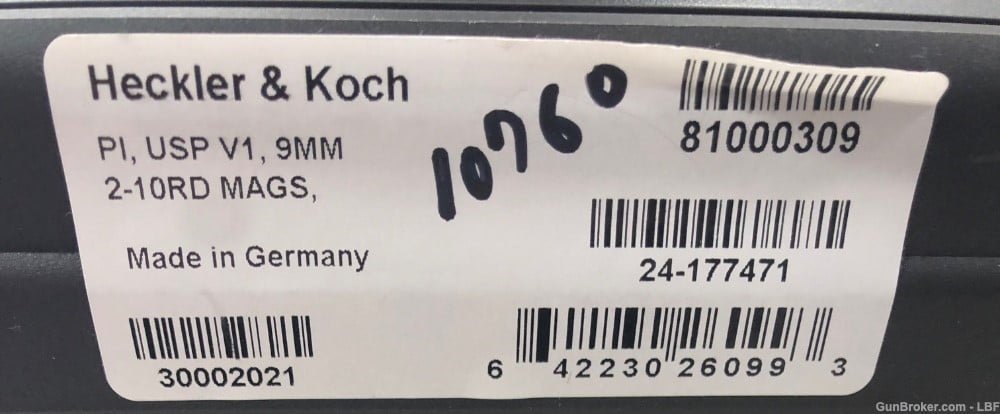 Heckler & Koch
PI, USP V1, 9MM
2-10RD MAGS,
Made in Germany
30002021
10760
81000309
24-177471
6 42230 26099 3
GunBroker.com - LBF